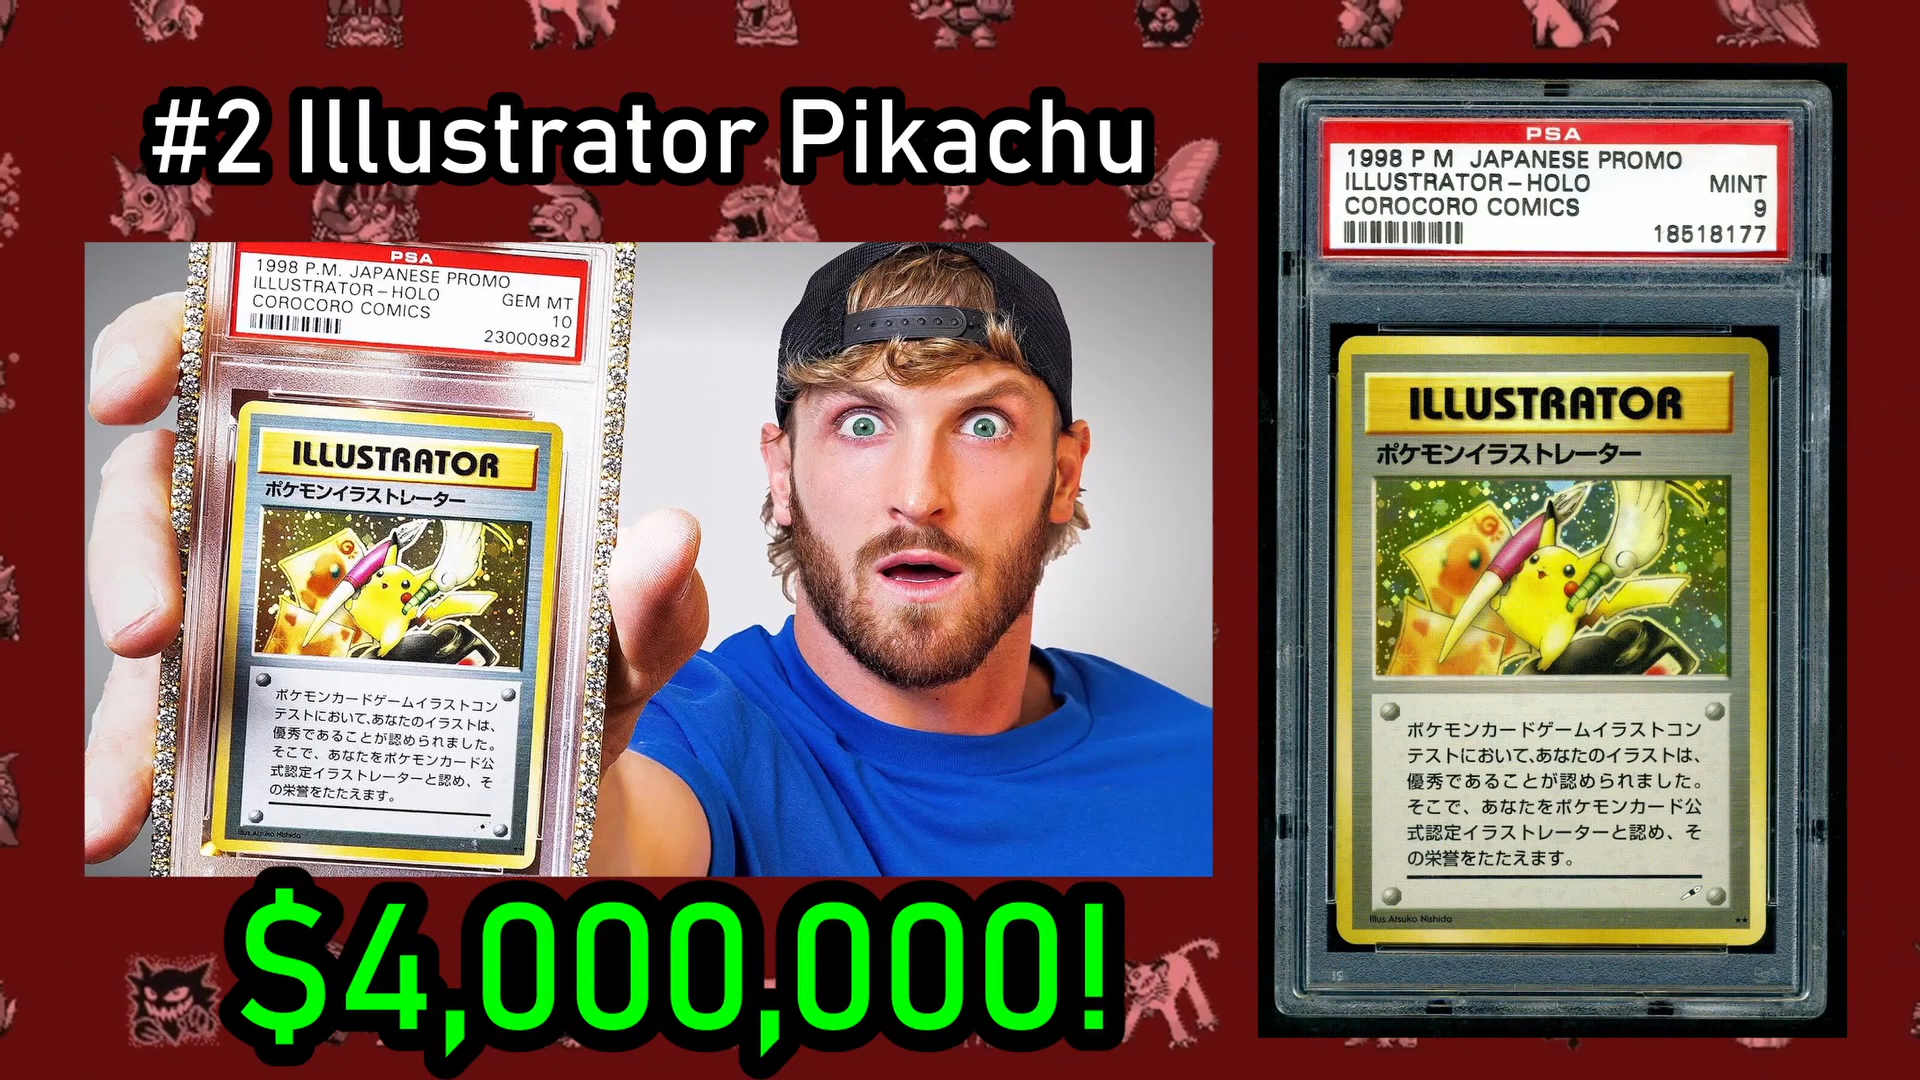 #2 Illustrator Pikachu
PSA
1998 P.M. JAPANESE PROMO
ILLUSTRATOR-HOLO
GEM MT
COROCORO COMICS
10
23000982
ILLUSTRATOR
ポケモンイラストレーター
ポケモンカードゲームイラストコン
テストにおいて、あなたのイラストは、
優秀であることが認められました。
そこで、あなたをポケモンカード公
式認定イラストレーターと認め、そ
の栄誉をたたえます。
Illus.Atsuko Nishida
$4,000,000!
PSA
1998 P M JAPANESE PROMO
ILLUSTRATOR-HOLO
MINT
COROCORO COMICS
9
18518177
ILLUSTRATOR
ポケモンイラストレーター
ポケモンカードゲームイラストコン
テストにおいて、あなたのイラストは、
優秀であることが認められました。
そこで、あなたをポケモンカード公
式認定イラストレーターと認め、そ
の栄誉をたたえます。
Illus.Atsuko Nishida
★★